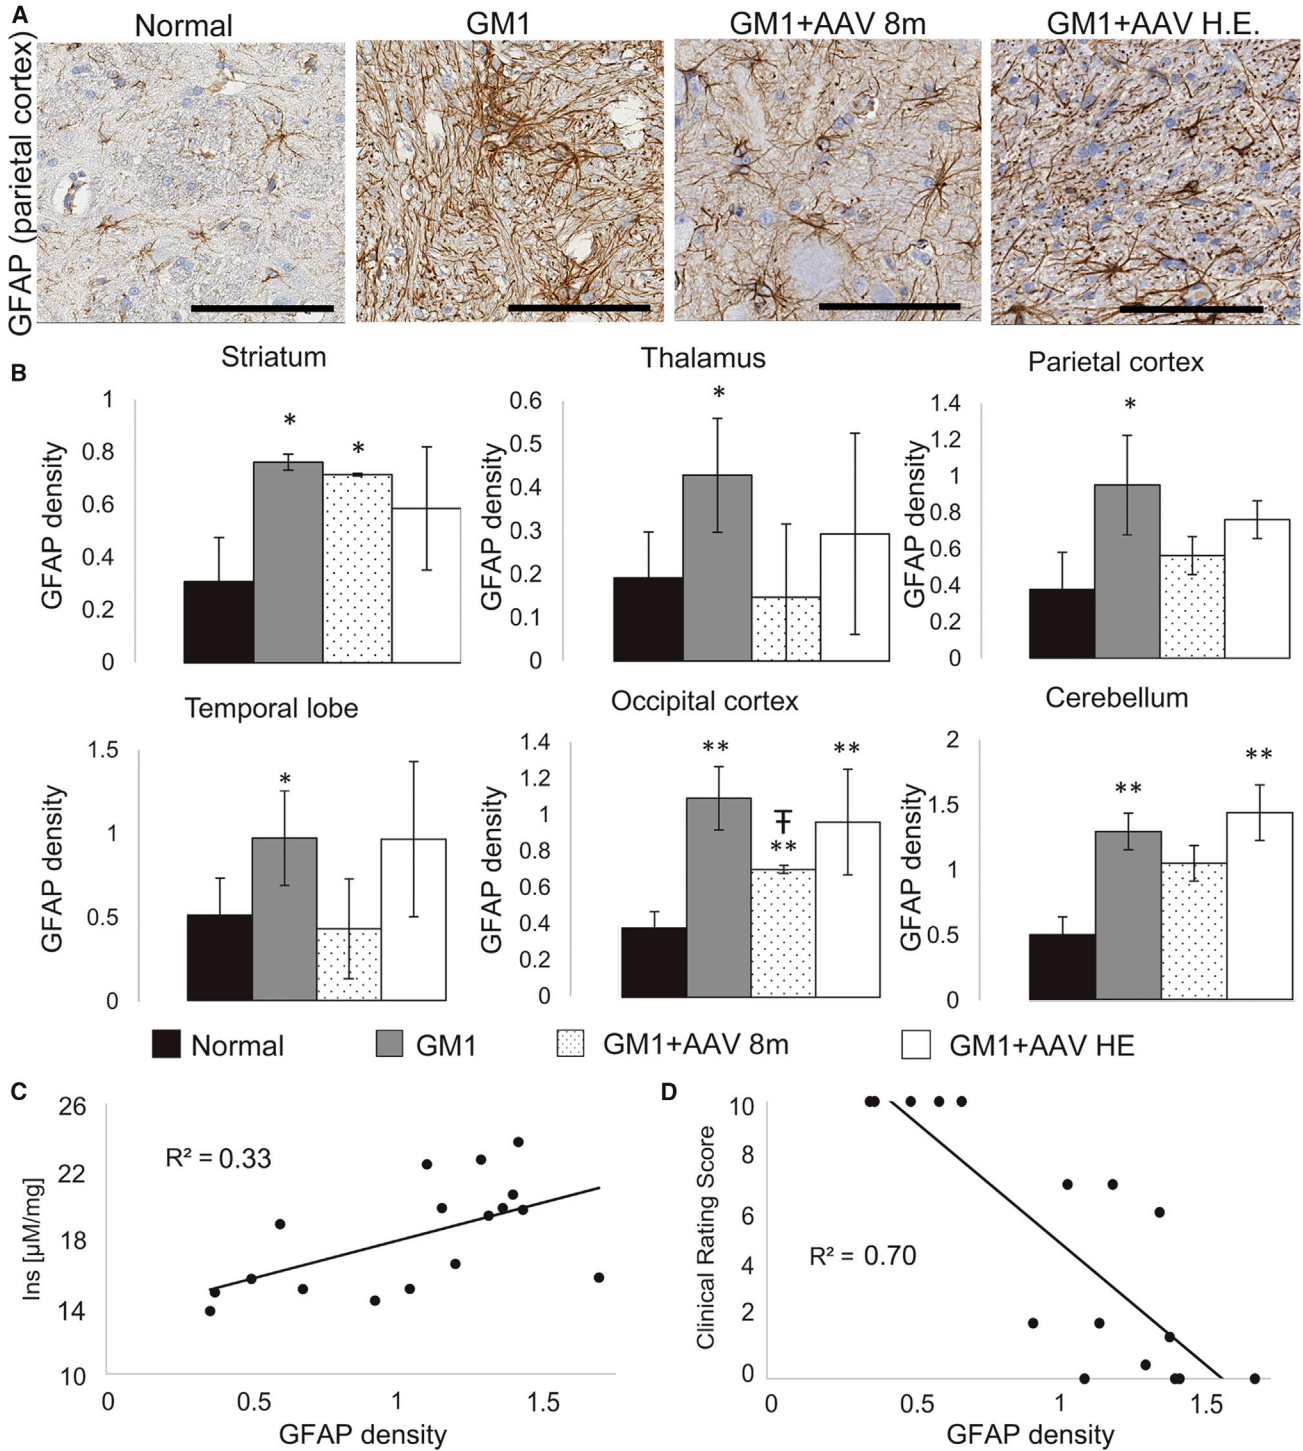 A
Normal
GM1
GM1+AAV 8m
GM1+AAV H.E.
GFAP (parietal cortex)
B
Striatum
Thalamus
Parietal cortex
GFAP density
1
0.8
0.6
0.4
0.2
0
*
*
GFAP density
0.6
0.5
0.4
0.3
0.2
0.1
0
*
GFAP density
1.4
1.2
1
0.8
0.6
0.4
0.2
0
*
Temporal lobe
Occipital cortex
Cerebellum
GFAP density
1.5
1
0.5
0
*
GFAP density
1.4
1.2
1
0.8
0.6
0.4
0.2
0
**
Ŧ
**
**
GFAP density
2
1.5
1
0.5
0
**
**
Normal
GM1
GM1+AAV 8m
GM1+AAV HE
C
Ins [µM/mg]
26
22
18
14
10
R² = 0.33
0
0.5
1
1.5
GFAP density
D
Clinical Rating Score
10
8
6
4
2
0
R² = 0.70
0
0.5
1
1.5
GFAP density